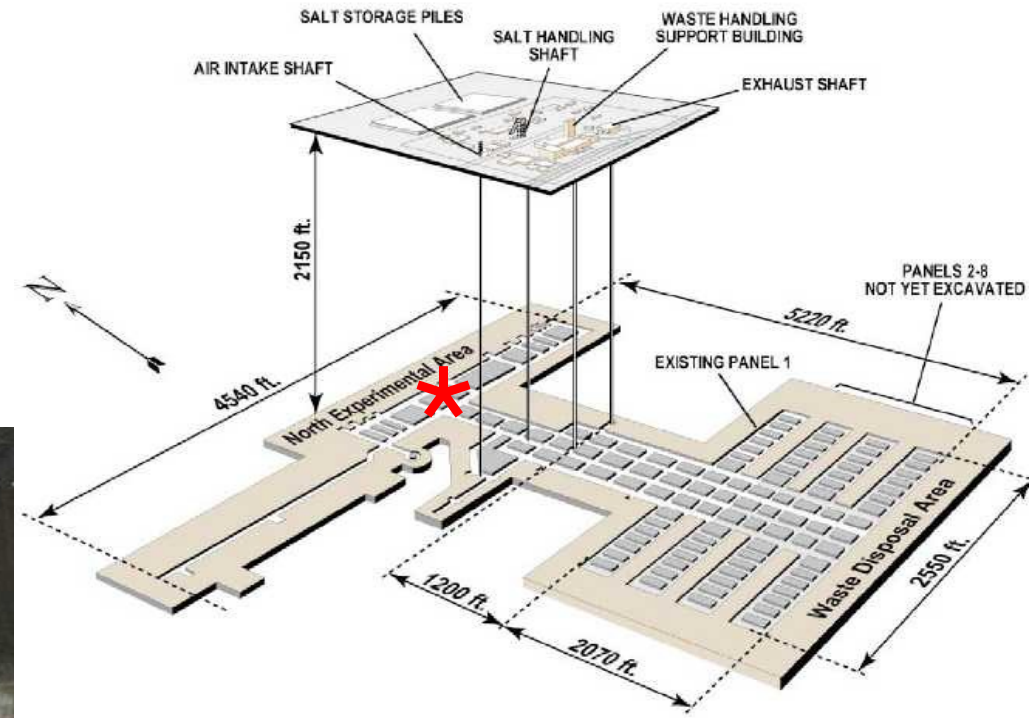 SALT STORAGE PILES
WASTE HANDLING
SUPPORT BUILDING
SALT HANDLING
SHAFT
AIR INTAKE SHAFT
EXHAUST SHAFT
2150 ft.
N
PANELS 2-8
NOT YET EXCAVATED
5220 ft.
EXISTING PANEL 1
4540 ft.
North Experimental Area
Waste Disposal Area
2550 ft.
1200 ft.
2070 ft.